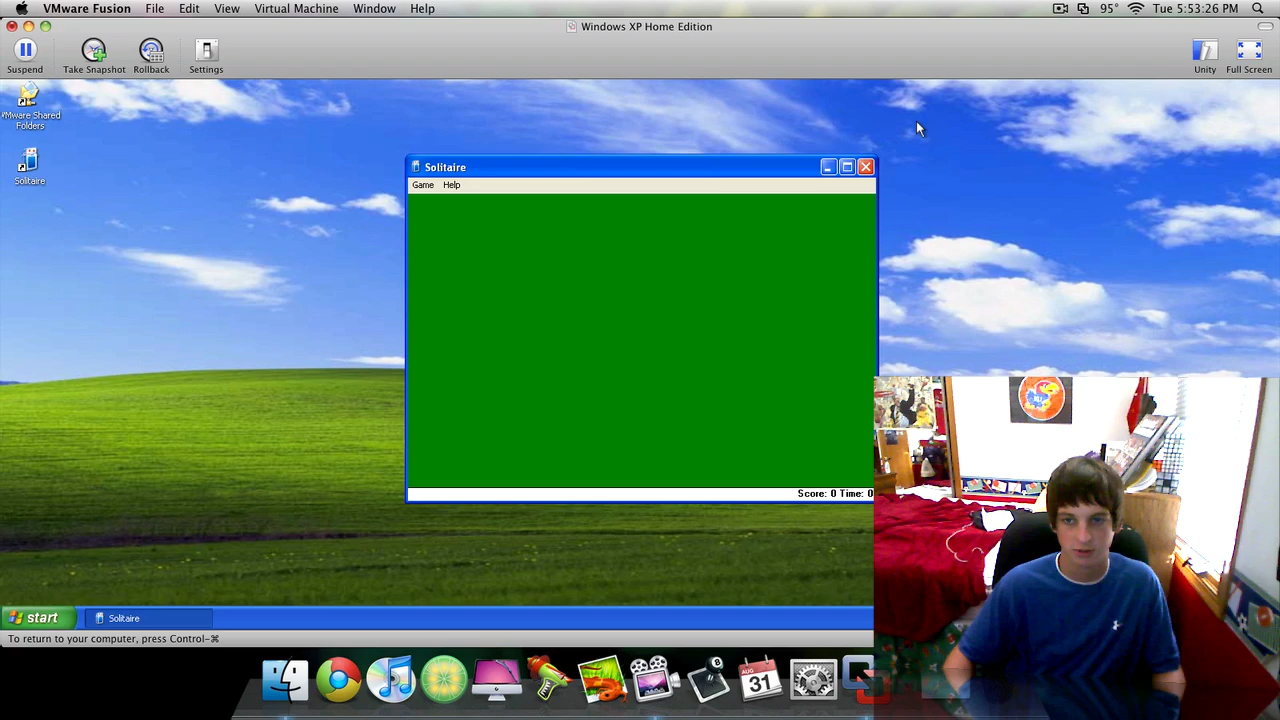 VMware Fusion File Edit View Virtual Machine Window Help 95° Tue 5:53:26 PM
Windows XP Home Edition
Suspend Take Snapshot Rollback Settings Unity Full Screen
VMware Shared
Folders
Solitaire
Solitaire
Game Help
Score: 0 Time: 0
start Solitaire
To return to your computer, press Control-⌘
AUG
31
8